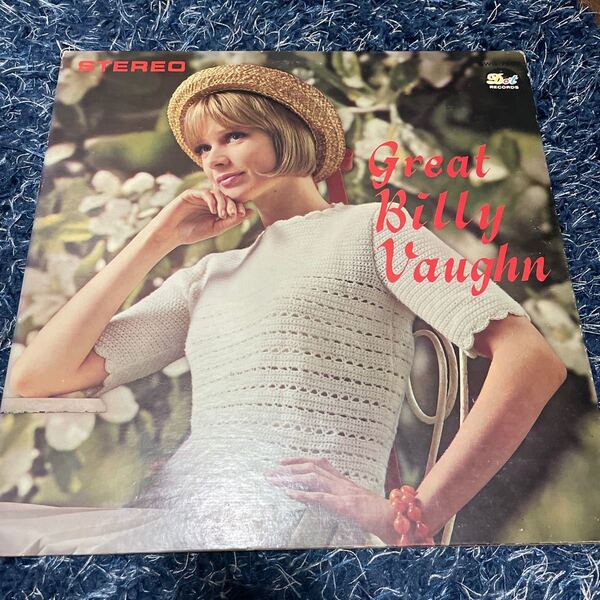 STEREO
Dot
RECORDS
Great
Billy
Vaughn